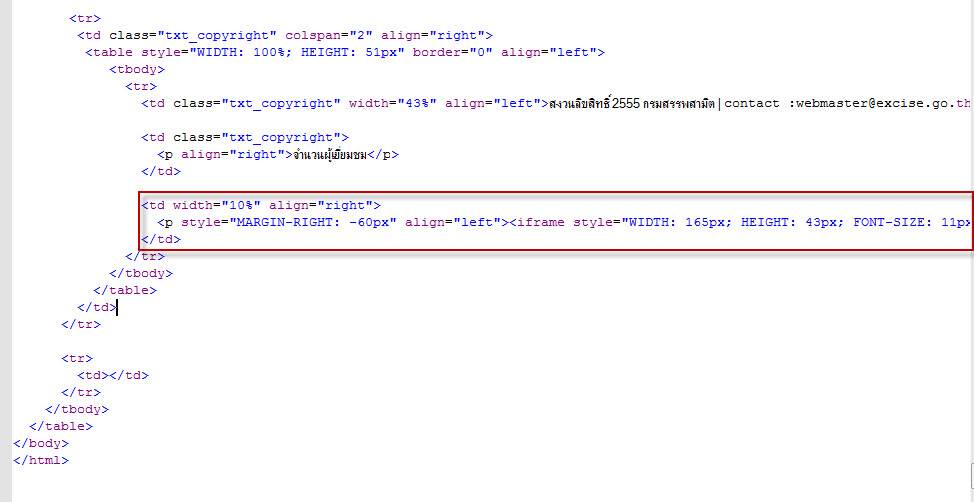 <tr>
<td class="txt_copyright" colspan="2" align="right">
<table style="WIDTH: 100%; HEIGHT: 51px" border="0" align="left">
<tbody>
<tr>
<td class="txt_copyright" width="43%" align="left">สงวนลิขสิทธิ์ 2555 กรมสรรพสามิต | contact :webmaster@excise.go.th
<td class="txt_copyright">
<p align="right">จำนวนผู้เยี่ยมชม</p>
</td>
<td width="10%" align="right">
<p style="MARGIN-RIGHT: -60px" align="left"><iframe style="WIDTH: 165px; HEIGHT: 43px; FONT-SIZE: 11px
</td>
</tr>
</tbody>
</table>
</td>
</tr>
<tr>
<td></td>
</tr>
</tbody>
</table>
</body>
</html>